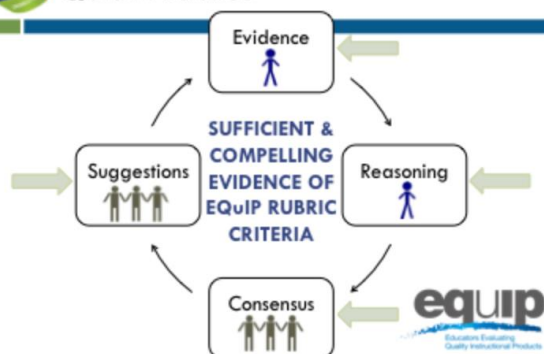 Evidence
SUFFICIENT &
COMPELLING
EVIDENCE OF
EQuIP RUBRIC
CRITERIA
Suggestions
Reasoning
Consensus
equip
Educators Evaluating
Quality Instructional Products